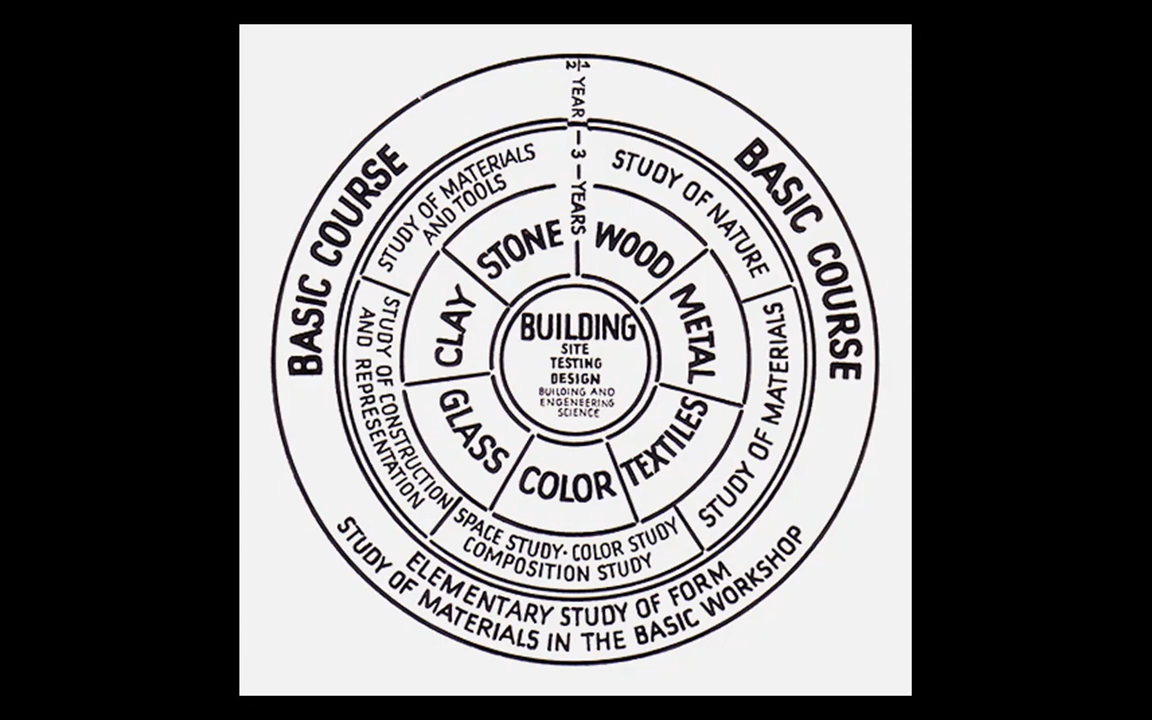 ½ YEAR
BASIC COURSE
BASIC COURSE
ELEMENTARY STUDY OF FORM
STUDY OF MATERIALS IN THE BASIC WORKSHOP
3 – YEARS
STUDY OF NATURE
STUDY OF MATERIALS
SPACE STUDY · COLOR STUDY
COMPOSITION STUDY
STUDY OF CONSTRUCTION
AND REPRESENTATION
STUDY OF MATERIALS
AND TOOLS
WOOD
METAL
TEXTILES
COLOR
GLASS
CLAY
STONE
BUILDING
SITE
TESTING
DESIGN
BUILDING AND
ENGENEERING
SCIENCE